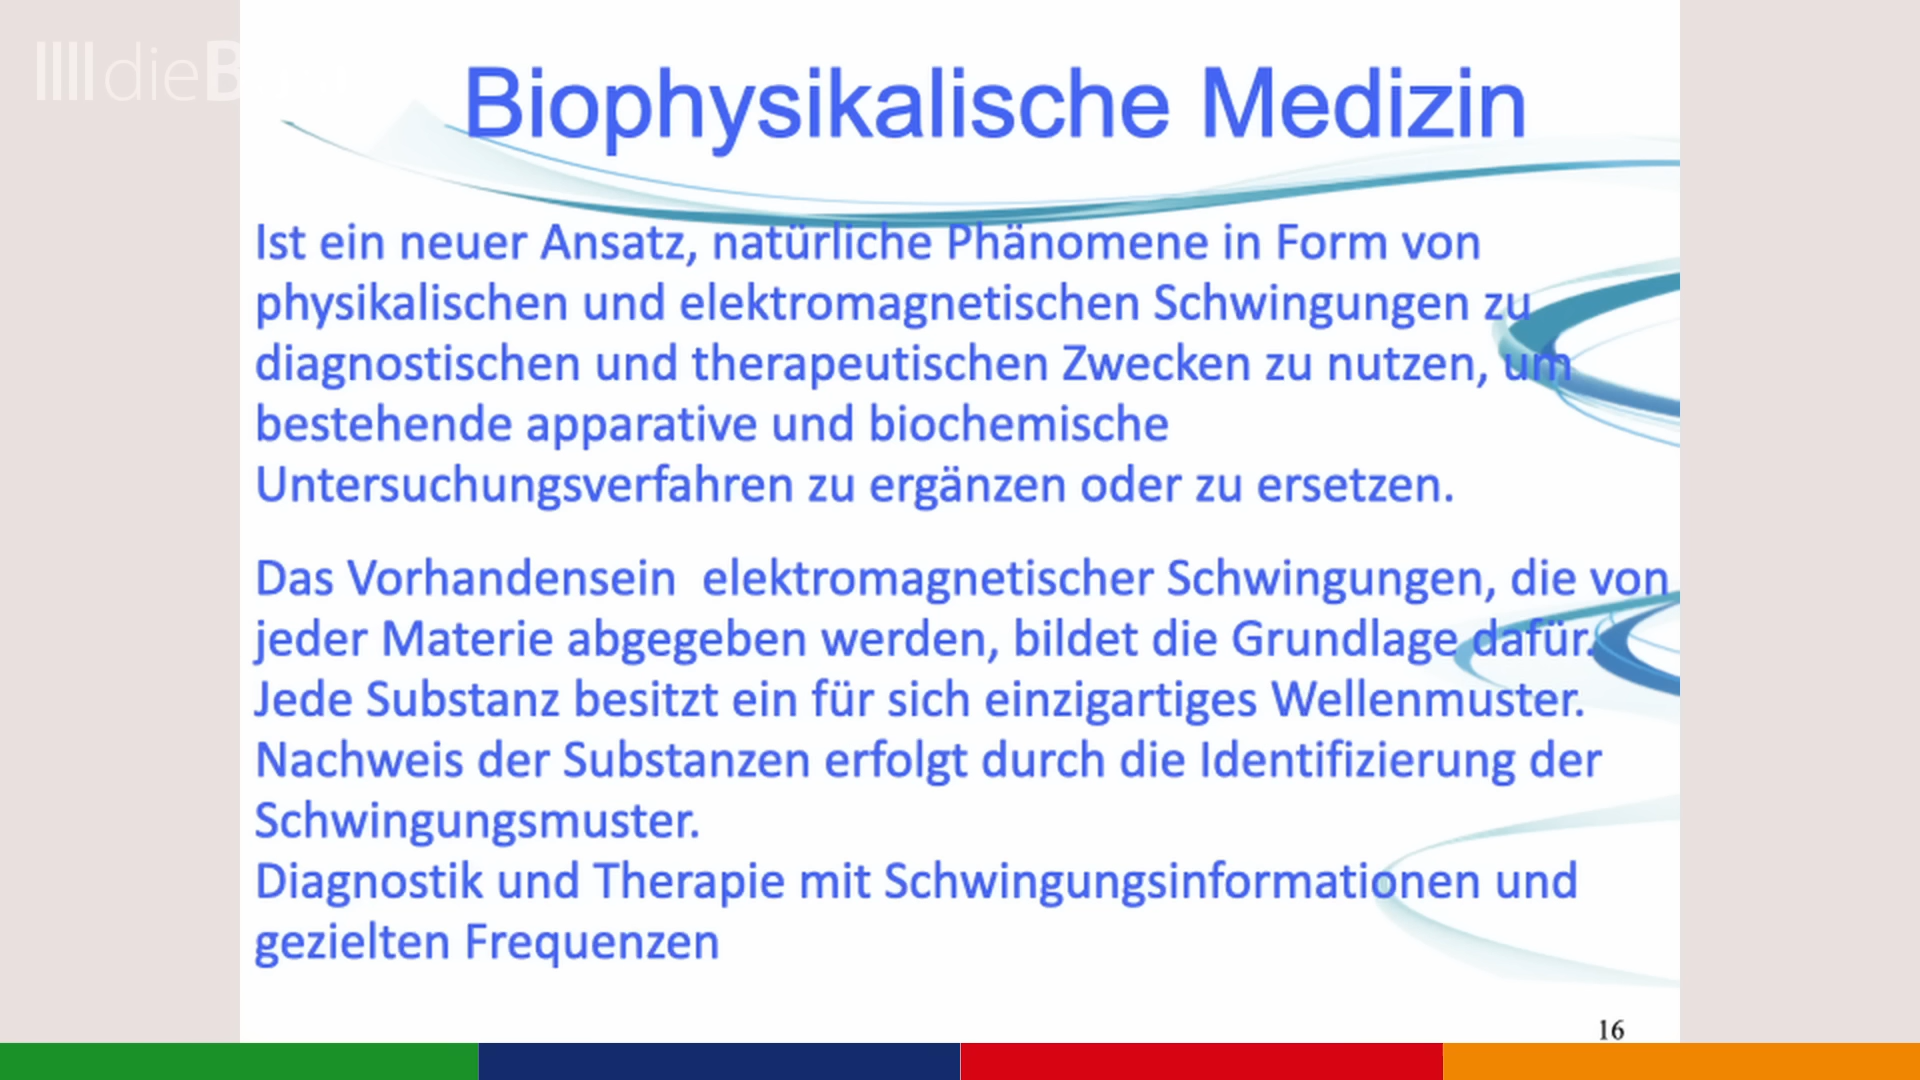 dieB
Biophysikalische Medizin
Ist ein neuer Ansatz, natürliche Phänomene in Form von
physikalischen und elektromagnetischen Schwingungen zu
diagnostischen und therapeutischen Zwecken zu nutzen, um
bestehende apparative und biochemische
Untersuchungsverfahren zu ergänzen oder zu ersetzen.
Das Vorhandensein elektromagnetischer Schwingungen, die von
jeder Materie abgegeben werden, bildet die Grundlage dafür.
Jede Substanz besitzt ein für sich einzigartiges Wellenmuster.
Nachweis der Substanzen erfolgt durch die Identifizierung der
Schwingungsmuster.
Diagnostik und Therapie mit Schwingungsinformationen und
gezielten Frequenzen
16